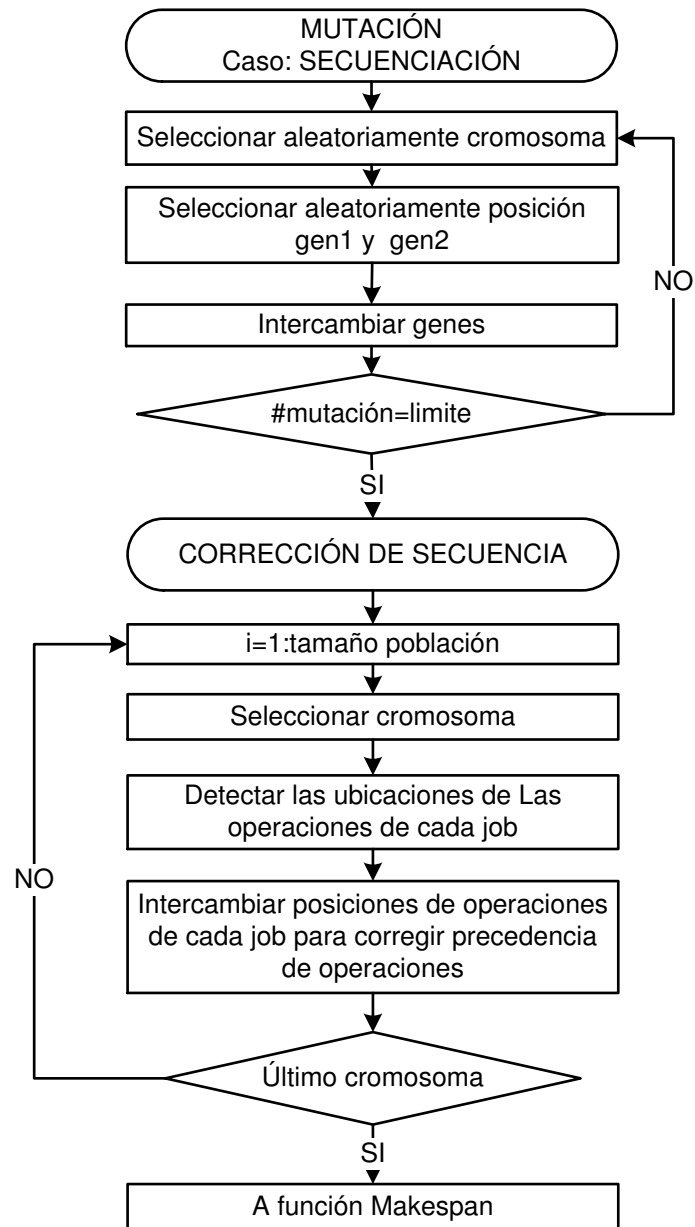 MUTACIÓN
Caso: SECUENCIACIÓN
Seleccionar aleatoriamente cromosoma
Seleccionar aleatoriamente posición
gen1 y gen2
NO
Intercambiar genes
#mutación=limite
SI
CORRECCIÓN DE SECUENCIA
i=1:tamaño población
Seleccionar cromosoma
Detectar las ubicaciones de Las
operaciones de cada job
NO
Intercambiar posiciones de operaciones
de cada job para corregir precedencia
de operaciones
Último cromosoma
SI
A función Makespan